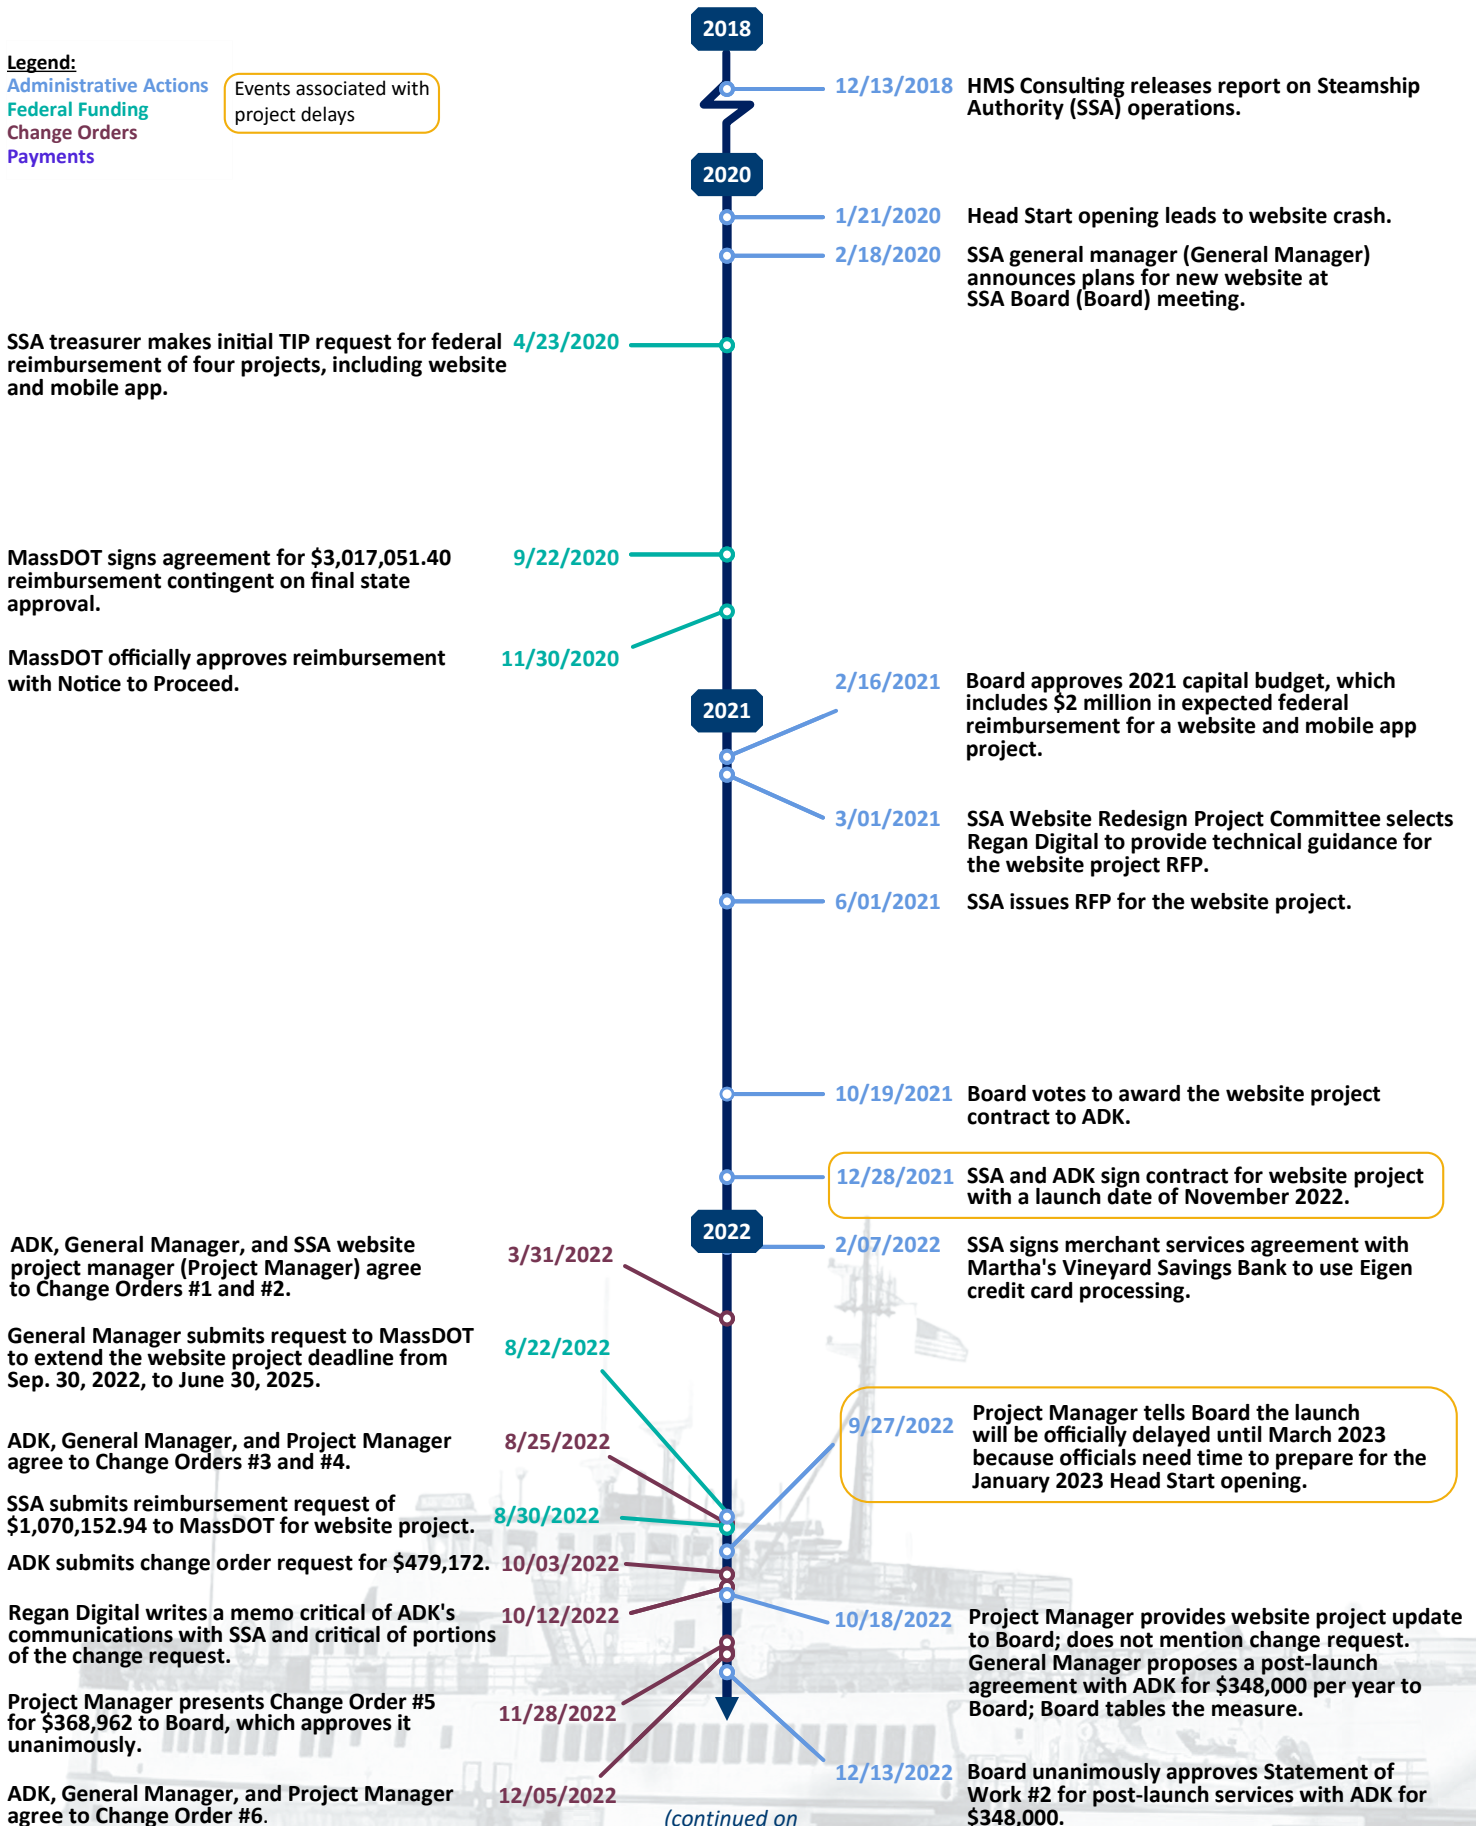 2018
Legend:
Administrative Actions
Federal Funding
Change Orders
Payments
Events associated with
project delays
12/13/2018
HMS Consulting releases report on Steamship
Authority (SSA) operations.
2020
1/21/2020
Head Start opening leads to website crash.
2/18/2020
SSA general manager (General Manager)
announces plans for new website at
SSA Board (Board) meeting.
SSA treasurer makes initial TIP request for federal
reimbursement of four projects, including website
and mobile app.
4/23/2020
MassDOT signs agreement for $3,017,051.40
reimbursement contingent on final state
approval.
9/22/2020
MassDOT officially approves reimbursement
with Notice to Proceed.
11/30/2020
2021
2/16/2021
Board approves 2021 capital budget, which
includes $2 million in expected federal
reimbursement for a website and mobile app
project.
3/01/2021
SSA Website Redesign Project Committee selects
Regan Digital to provide technical guidance for
the website project RFP.
6/01/2021
SSA issues RFP for the website project.
10/19/2021
Board votes to award the website project
contract to ADK.
12/28/2021
SSA and ADK sign contract for website project
with a launch date of November 2022.
2022
2/07/2022
SSA signs merchant services agreement with
Martha's Vineyard Savings Bank to use Eigen
credit card processing.
ADK, General Manager, and SSA website
project manager (Project Manager) agree
to Change Orders #1 and #2.
3/31/2022
General Manager submits request to MassDOT
to extend the website project deadline from
Sep. 30, 2022, to June 30, 2025.
8/22/2022
ADK, General Manager, and Project Manager
agree to Change Orders #3 and #4.
8/25/2022
SSA submits reimbursement request of
$1,070,152.94 to MassDOT for website project.
8/30/2022
9/27/2022
Project Manager tells Board the launch
will be officially delayed until March 2023
because officials need time to prepare for the
January 2023 Head Start opening.
ADK submits change order request for $479,172.
10/03/2022
Regan Digital writes a memo critical of ADK's
communications with SSA and critical of portions
of the change request.
10/12/2022
10/18/2022
Project Manager provides website project update
to Board; does not mention change request.
General Manager proposes a post-launch
agreement with ADK for $348,000 per year to
Board; Board tables the measure.
Project Manager presents Change Order #5
for $368,962 to Board, which approves it
unanimously.
11/28/2022
ADK, General Manager, and Project Manager
agree to Change Order #6.
12/05/2022
12/13/2022
Board unanimously approves Statement of
Work #2 for post-launch services with ADK for
$348,000.
(continued on